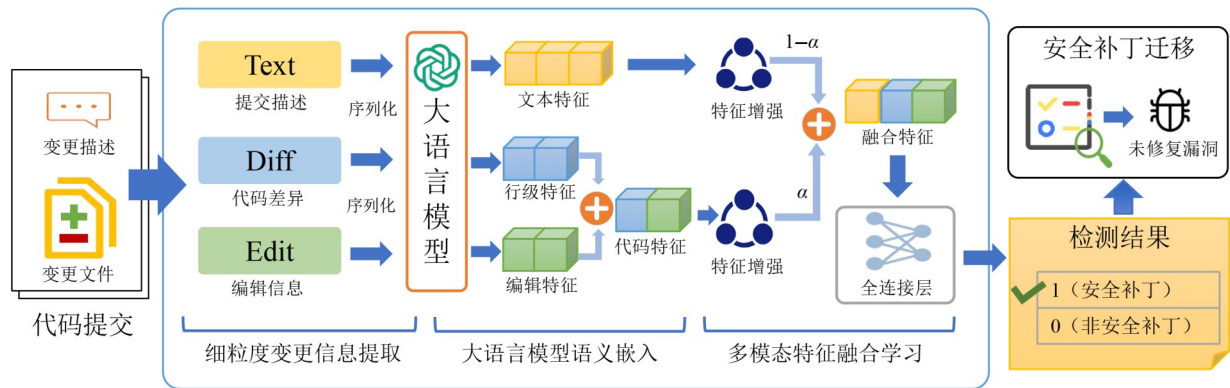 变更描述
变更文件
代码提交
Text
提交描述
序列化
Diff
代码差异
序列化
Edit
编辑信息
大语言模型
文本特征
行级特征
编辑特征
代码特征
特征增强
1−α
特征增强
α
融合特征
全连接层
细粒度变更信息提取
大语言模型语义嵌入
多模态特征融合学习
安全补丁迁移
未修复漏洞
检测结果
1（安全补丁）
0（非安全补丁）